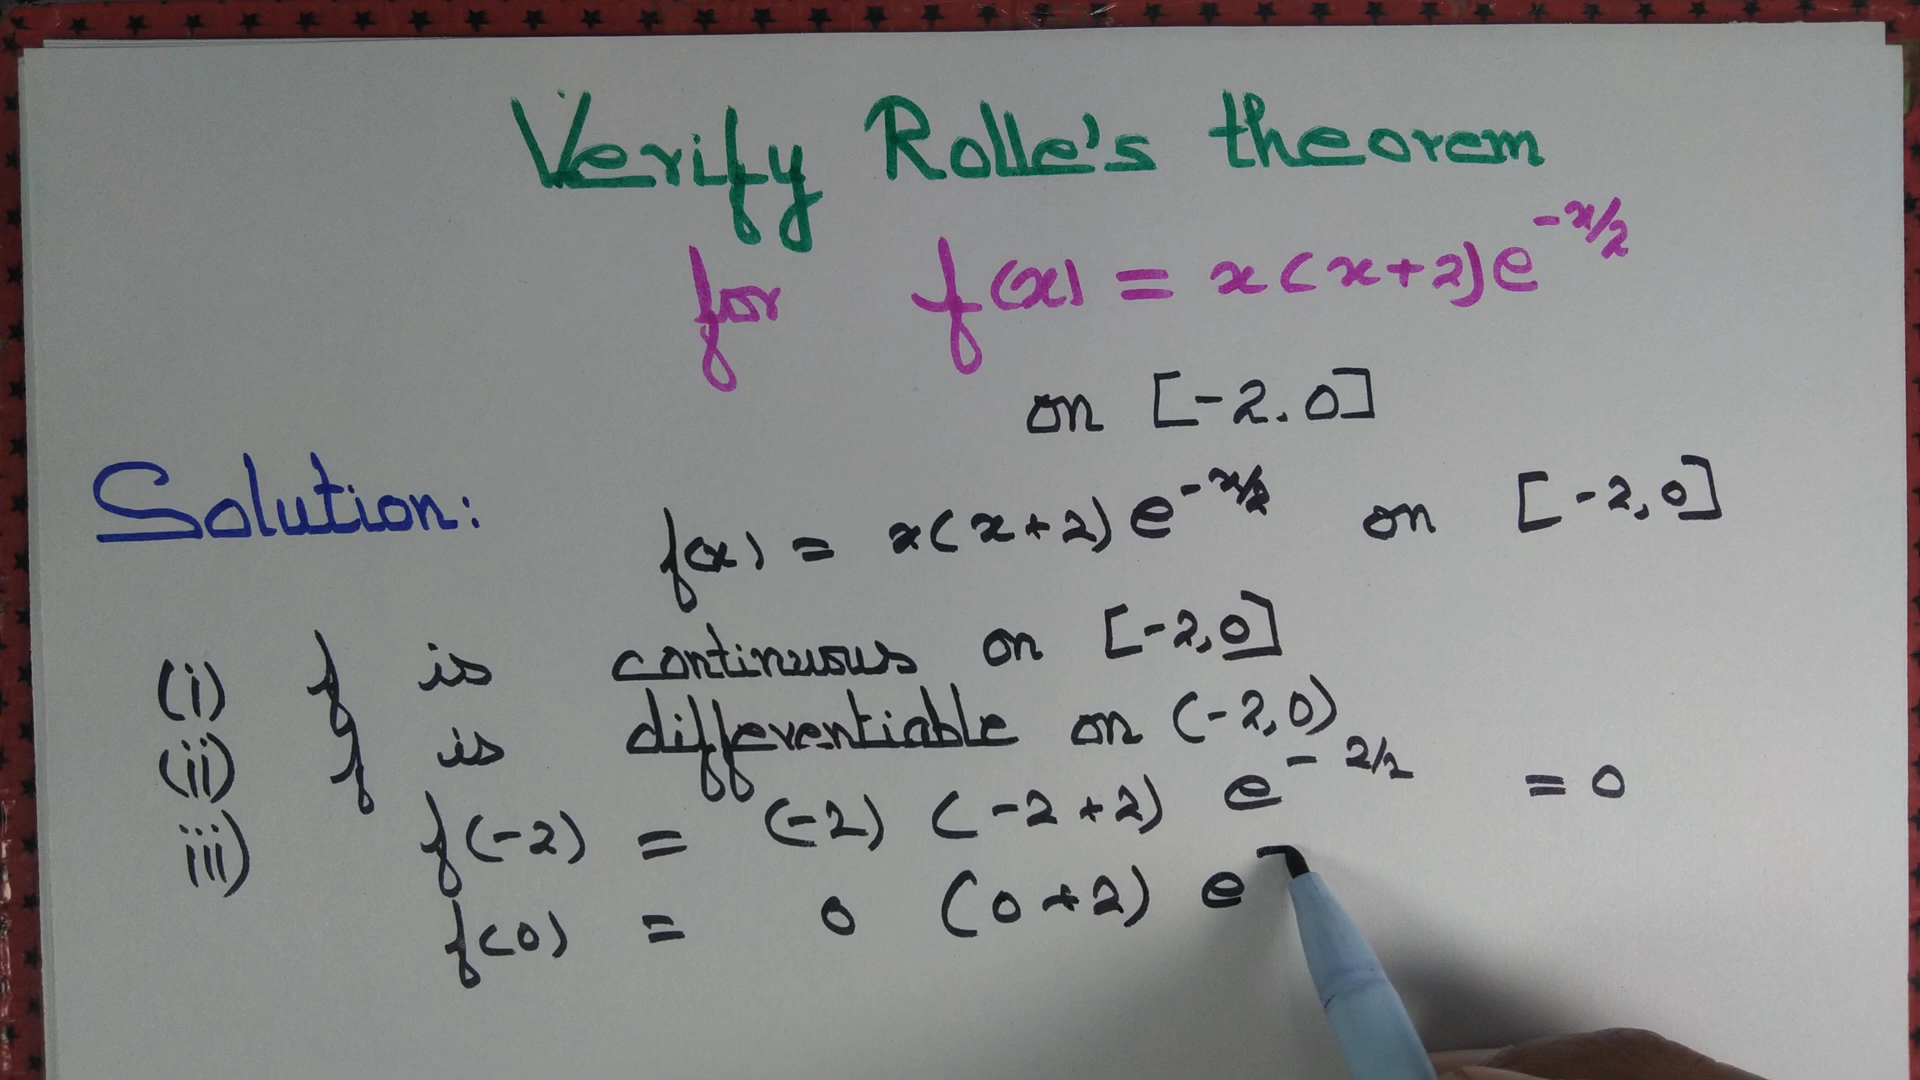 Verify Rolle's theorem
for f(x) = x(x+2)e^{-x/2}
on [-2, 0]
Solution:
f(x) = x(x+2)e^{-x/2} on [-2,0]
(i) f is continuous on [-2,0]
(ii) f is differentiable on (-2,0)
iii) f(-2) = (-2) (-2+2) e^{-2/2} = 0
f(0) = 0 (0+2) e^{-}